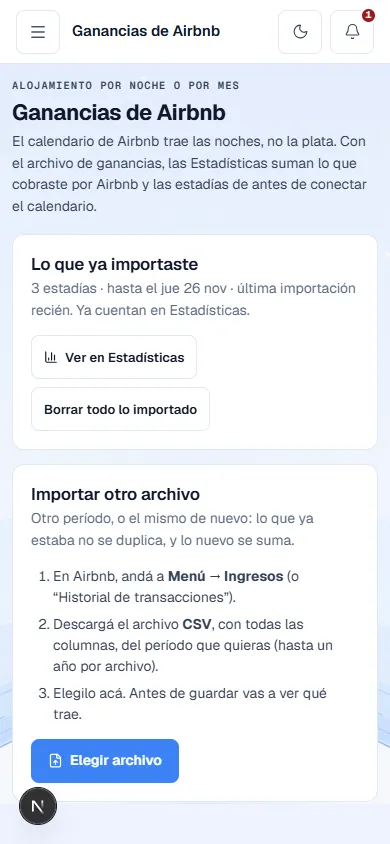 Ganancias de Airbnb
1
ALOJAMIENTO POR NOCHE O POR MES
Ganancias de Airbnb
El calendario de Airbnb trae las noches, no la plata. Con
el archivo de ganancias, las Estadísticas suman lo que
cobraste por Airbnb y las estadías de antes de conectar
el calendario.
Lo que ya importaste
3 estadías · hasta el jue 26 nov · última importación
recién. Ya cuentan en Estadísticas.
Ver en Estadísticas
Borrar todo lo importado
Importar otro archivo
Otro período, o el mismo de nuevo: lo que ya
estaba no se duplica, y lo nuevo se suma.
1. En Airbnb, andá a Menú → Ingresos (o
“Historial de transacciones”).
2. Descargá el archivo CSV, con todas las
columnas, del período que quieras (hasta un
año por archivo).
3. Elegilo acá. Antes de guardar vas a ver qué
trae.
Elegir archivo
N